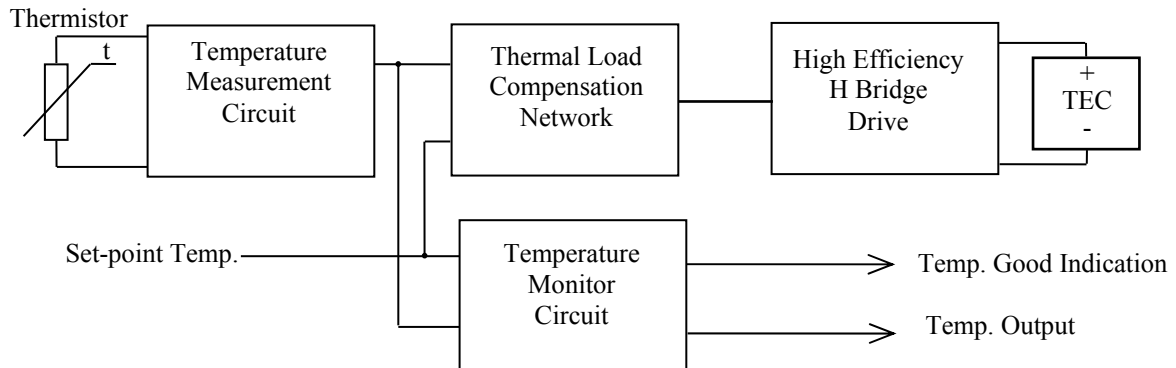 Thermistor
t
Temperature
Measurement
Circuit
Thermal Load
Compensation
Network
High Efficiency
H Bridge
Drive
+
TEC
-
Set-point Temp.
Temperature
Monitor
Circuit
Temp. Good Indication
Temp. Output